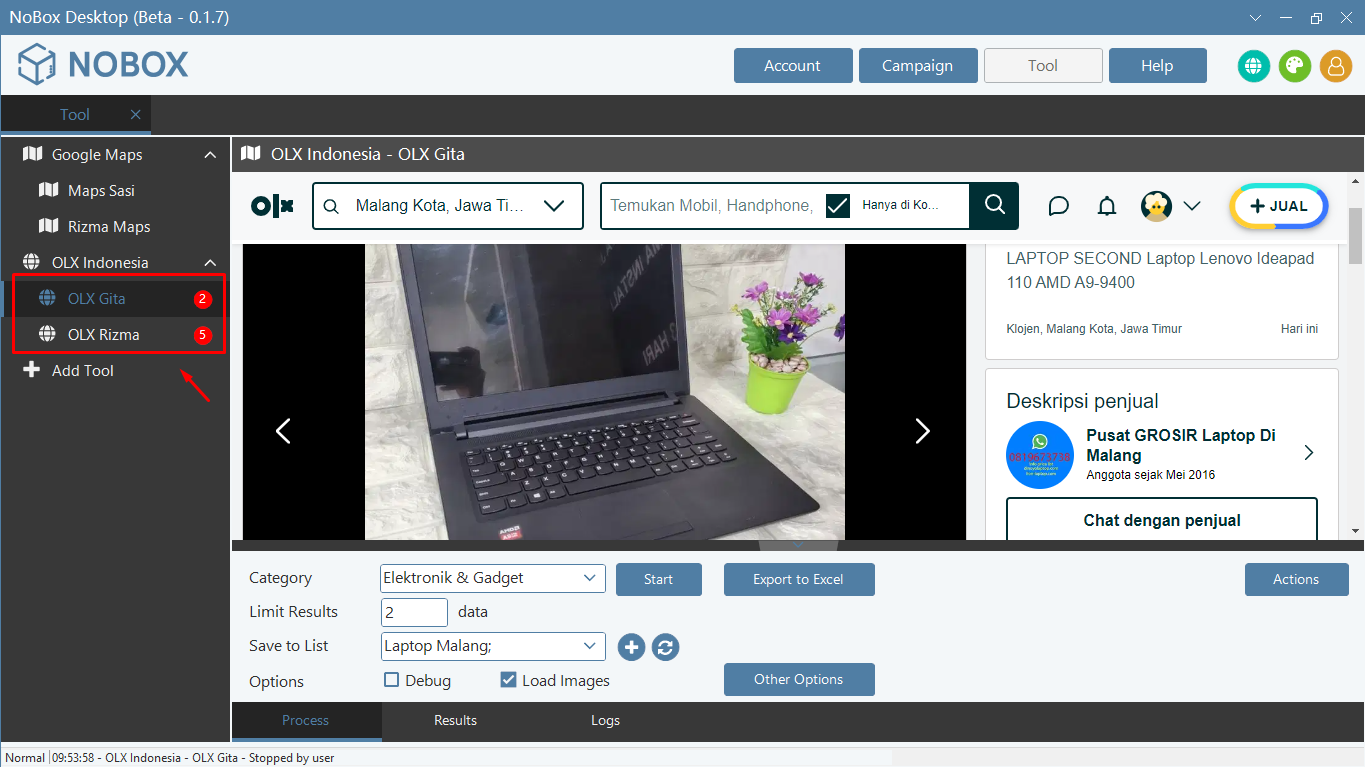 NoBox Desktop (Beta - 0.1.7)
NOBOX
Account
Campaign
Tool
Help
Tool
Google Maps
Maps Sasi
Rizma Maps
OLX Indonesia
OLX Gita
2
OLX Rizma
5
Add Tool
OLX Indonesia - OLX Gita
olx
Malang Kota, Jawa Ti...
Temukan Mobil, Handphone,
Hanya di Ko...
JUAL
LAPTOP SECOND Laptop Lenovo Ideapad
110 AMD A9-9400
Klojen, Malang Kota, Jawa Timur
Hari ini
Deskripsi penjual
Pusat GROSIR Laptop Di
Malang
Anggota sejak Mei 2016
Chat dengan penjual
AMD
Category
Elektronik & Gadget
Start
Export to Excel
Actions
Limit Results
2
data
Save to List
Laptop Malang;
Options
Debug
Load Images
Other Options
Process
Results
Logs
Normal
09:53:58 - OLX Indonesia - OLX Gita - Stopped by user